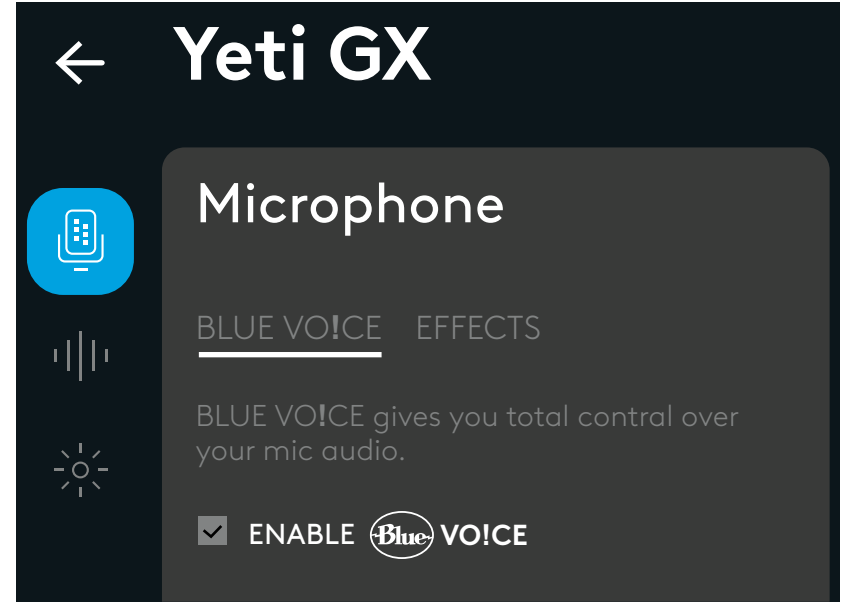 Yeti GX
Microphone
BLUE VO!CE EFFECTS
BLUE VO!CE gives you total contral over
your mic audio.
ENABLE Blue VO!CE